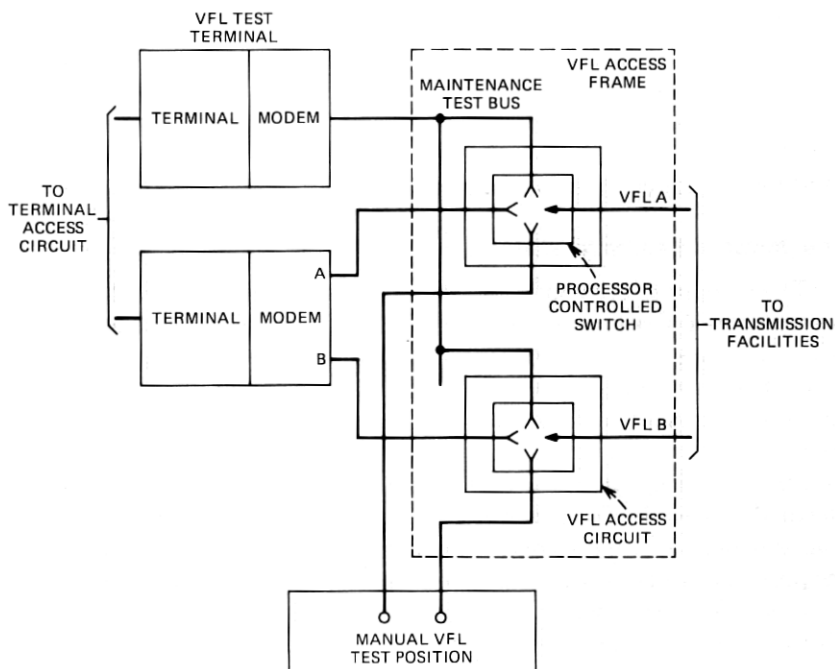 VFL TEST
TERMINAL
VFL ACCESS
FRAME
MAINTENANCE
TEST BUS
TERMINAL
MODEM
TO
TERMINAL
ACCESS
CIRCUIT
VFL A
A
TERMINAL
MODEM
B
PROCESSOR
CONTROLLED
SWITCH
TO
TRANSMISSION
FACILITIES
VFL B
VFL ACCESS
CIRCUIT
MANUAL VFL
TEST POSITION